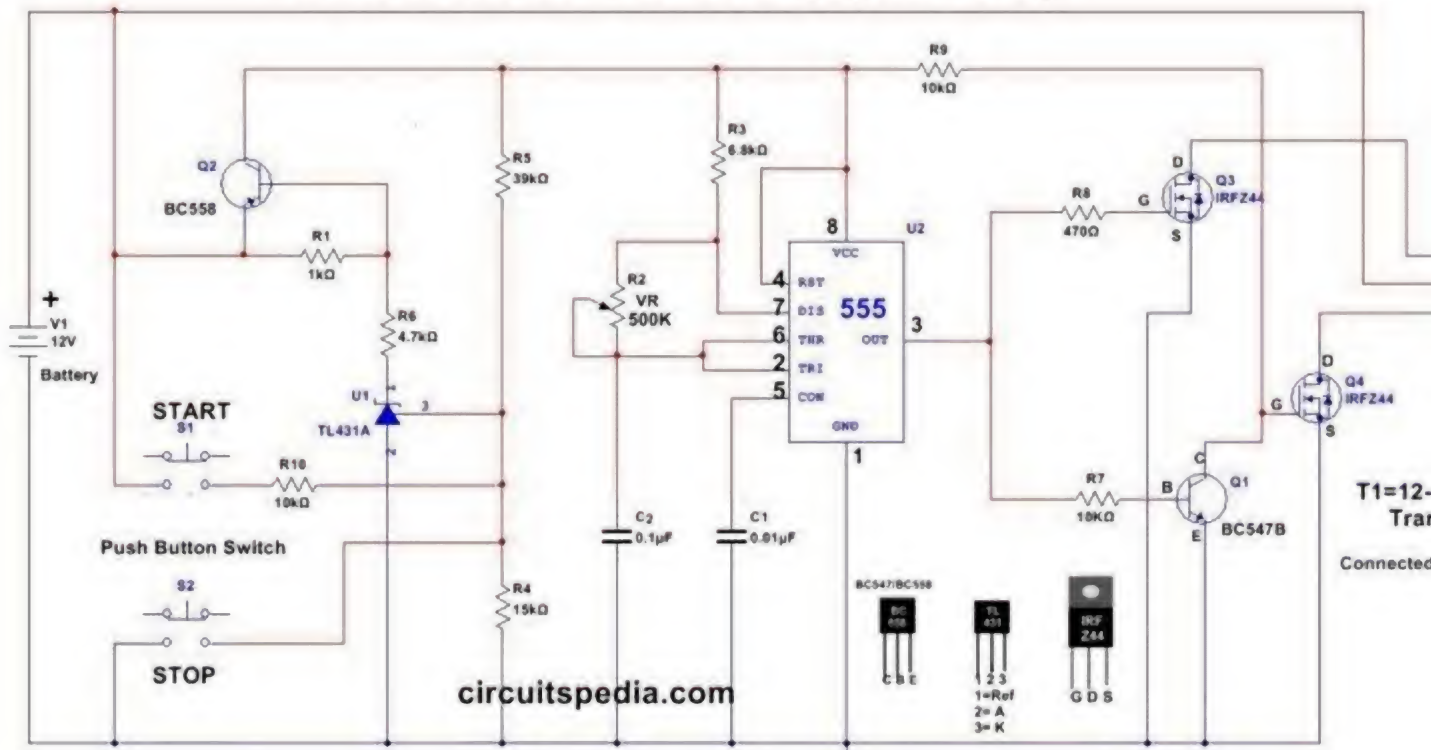 R9
10kΩ
R3
6.8kΩ
R5
39kΩ
Q2
BC558
D
Q3
IRFZ44
G
S
R8
470Ω
R1
1kΩ
U2
8
VCC
4 RST
7 DIS
555
6 THR
OUT 3
2 TRI
5 CON
GND
1
R2
VR
500K
+
V1
12V
Battery
R6
4.7kΩ
1
U1
3
TL431A
2
START
S1
R10
10kΩ
D
Q4
IRFZ44
G
S
C
R7
10KΩ
B
Q1
E
BC547B
T1=12-
Tran
Connected
C2
0.1µF
C1
0.01µF
Push Button Switch
S2
STOP
R4
15kΩ
BC547/BC558
BC
558
C B E
TL
431
1 2 3
1=Ref
2= A
3= K
IRF
Z44
G D S
circuitspedia.com